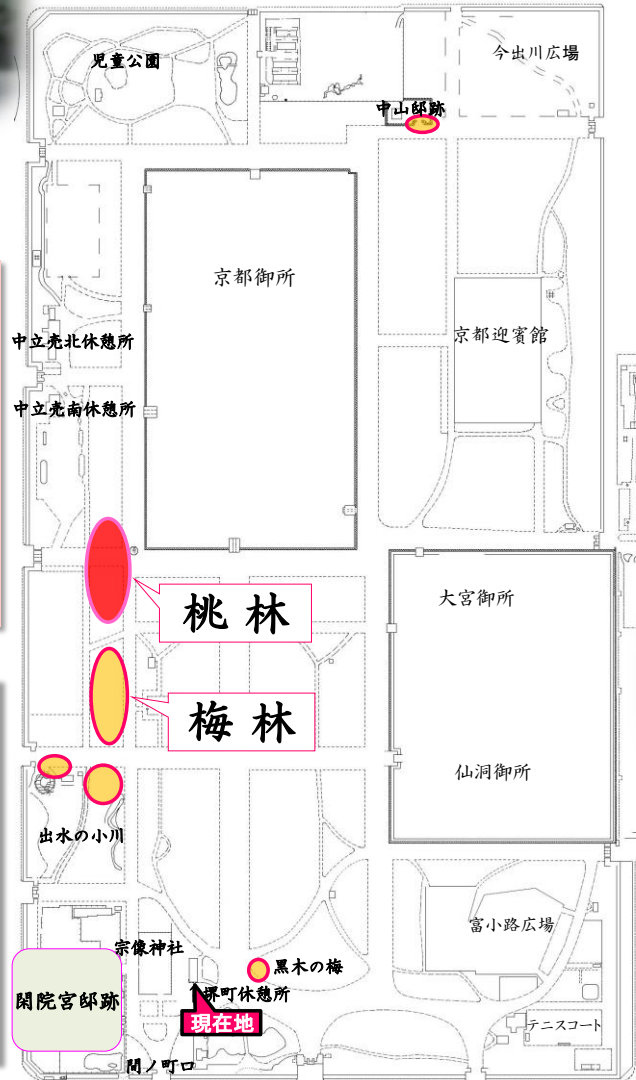 児童公園
今出川広場
中山邸跡
京都御所
京都迎賓館
中立売北休憩所
中立売南休憩所
桃林
大宮御所
梅林
仙洞御所
出水の小川
富小路広場
宗像神社
黒木の梅
閑院宮邸跡
堺町休憩所
現在地
テニスコート
間ノ町口